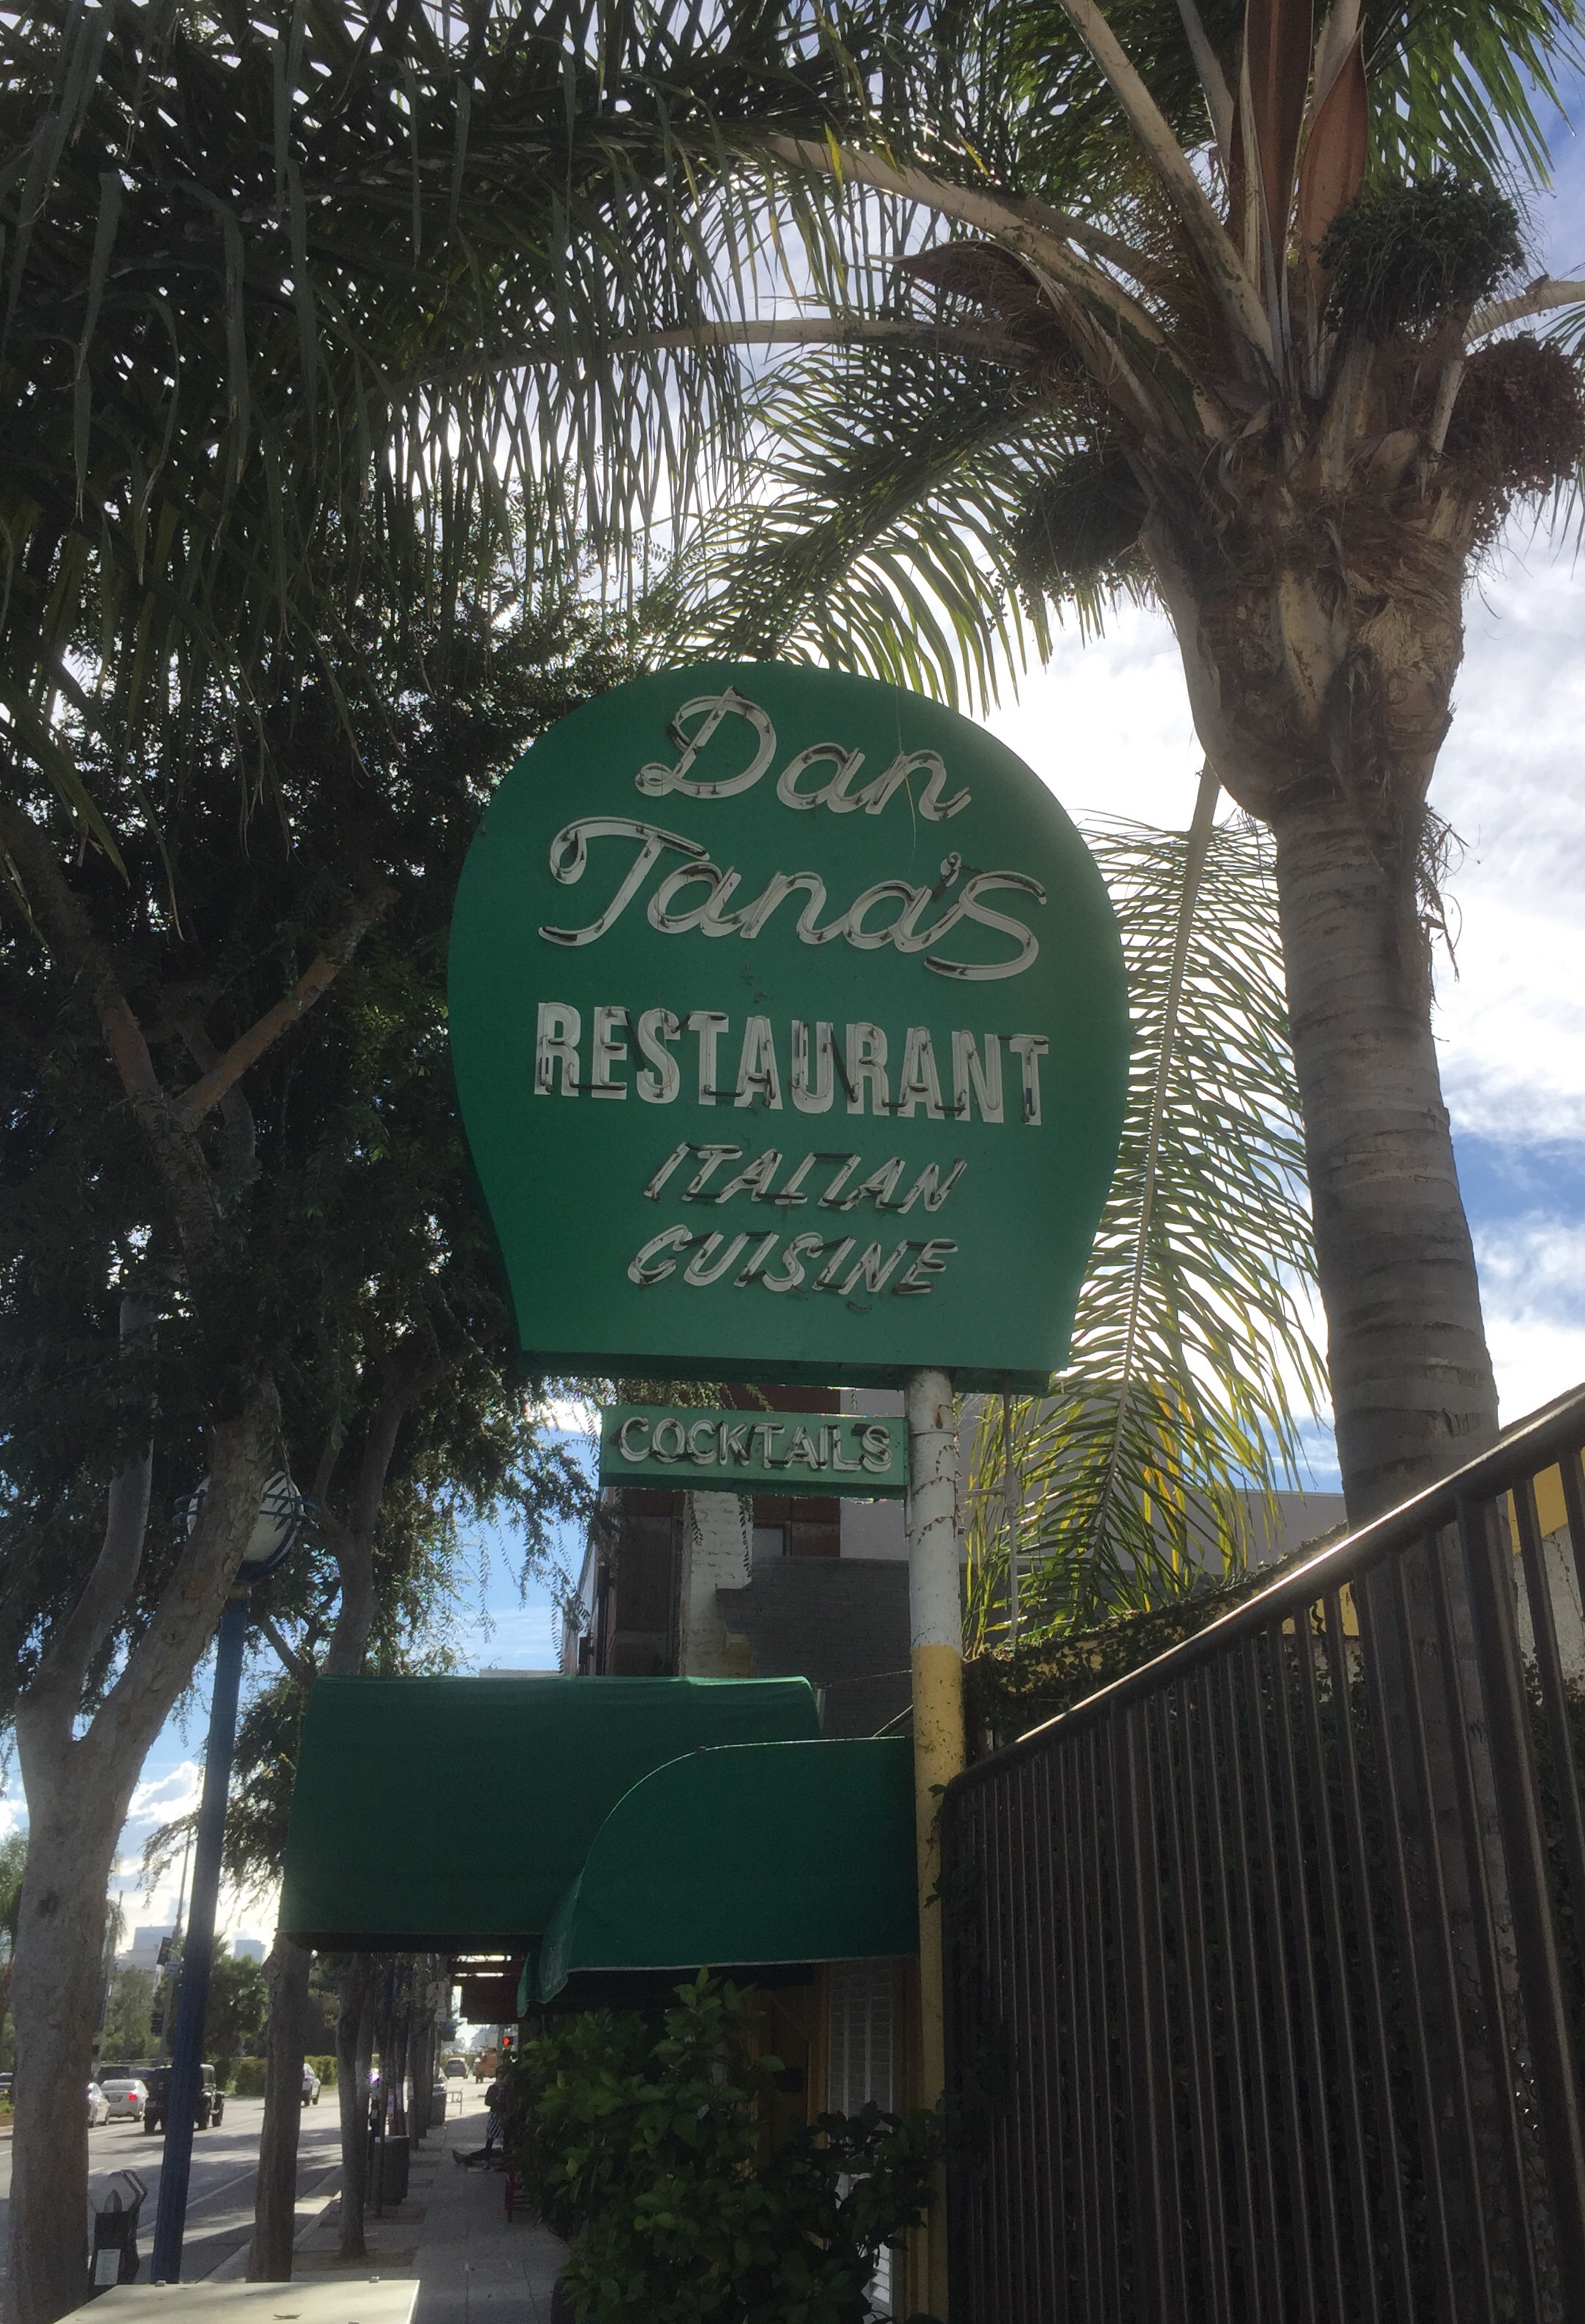 Dan
Tana's
RESTAURANT
ITALIAN
CUISINE
COCKTAILS